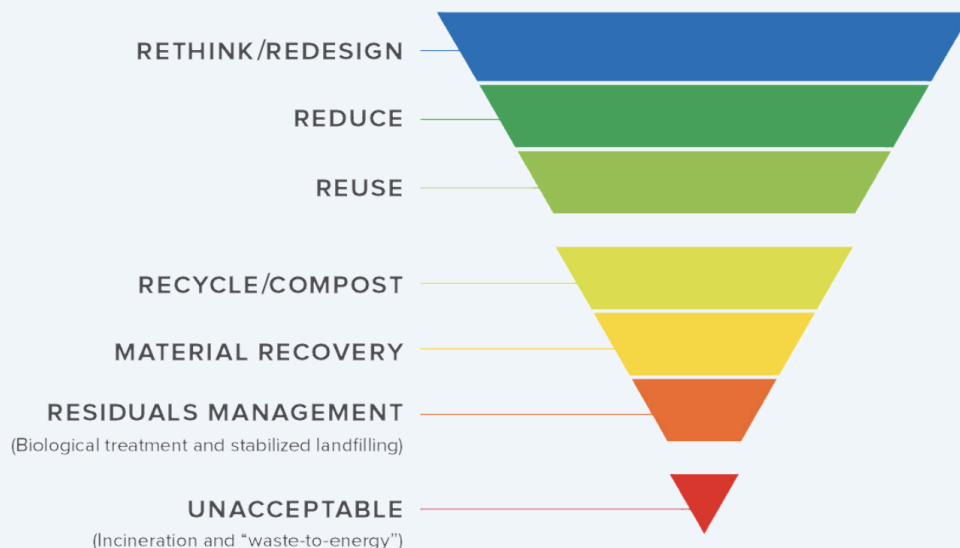 RETHINK/REDESIGN
REDUCE
REUSE
RECYCLE/COMPOST
MATERIAL RECOVERY
RESIDUALS MANAGEMENT
(Biological treatment and stabilized landfilling)
UNACCEPTABLE
(Incineration and “waste-to-energy”)